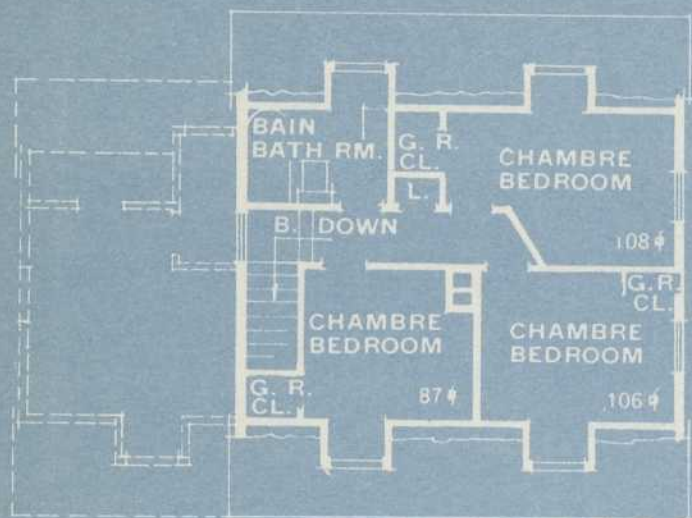 BAIN
BATH RM.
G. R.
CL.
L.
CHAMBRE
BEDROOM
108 ⌽
B. DOWN
CHAMBRE
BEDROOM
87 ⌽
G. R.
CL.
G. R.
CL.
CHAMBRE
BEDROOM
106 ⌽